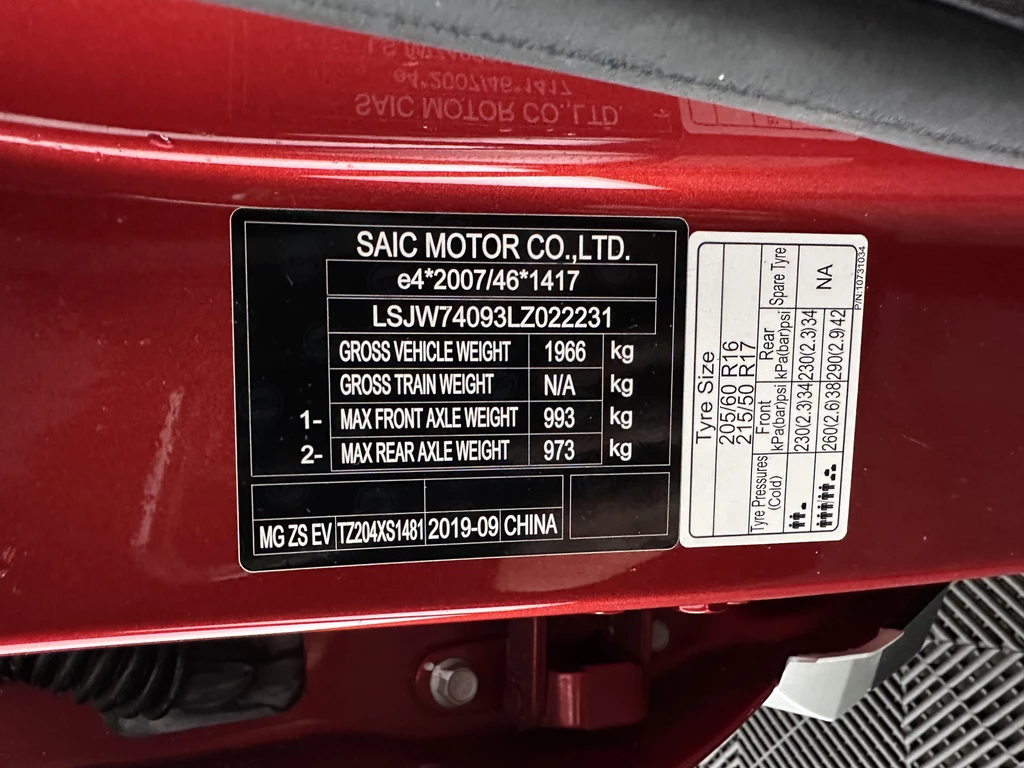 SAIC MOTOR CO.,LTD.
e4*2007/46*1417
SAIC MOTOR CO.,LTD.
e4*2007/46*1417
LSJW74093LZ022231
GROSS VEHICLE WEIGHT 1966 kg
GROSS TRAIN WEIGHT N/A kg
1- MAX FRONT AXLE WEIGHT 993 kg
2- MAX REAR AXLE WEIGHT 973 kg
MG ZS EV TZ204XS1481 2019-09 CHINA
Tyre Size
205/60 R16
215/50 R17
Tyre Pressures (Cold) Front kPa(bar)psi Rear kPa(bar)psi Spare Tyre
230(2.3)34 230(2.3)34 NA
260(2.6)38 290(2.9)42
P/N:10731034